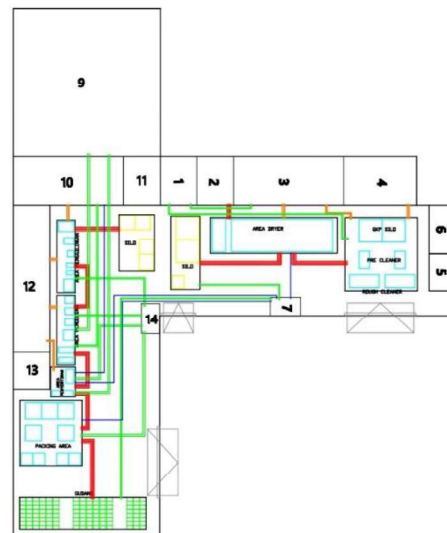 9
10
11
1
2
3
4
6
5
AREA DRYER
GKP SILO
PRE CLEANER
ROUGH CLEANER
SILO
SILO
12
7
14
13
PACKING AREA
GUDANG